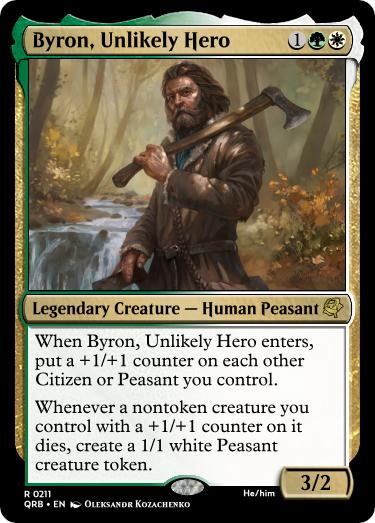 Byron, Unlikely Hero 1
Legendary Creature — Human Peasant
When Byron, Unlikely Hero enters,
put a +1/+1 counter on each other
Citizen or Peasant you control.
Whenever a nontoken creature you
control with a +1/+1 counter on it
dies, create a 1/1 white Peasant
creature token.
3/2
R 0211
He/him
QRB • EN Oleksandr Kozachenko